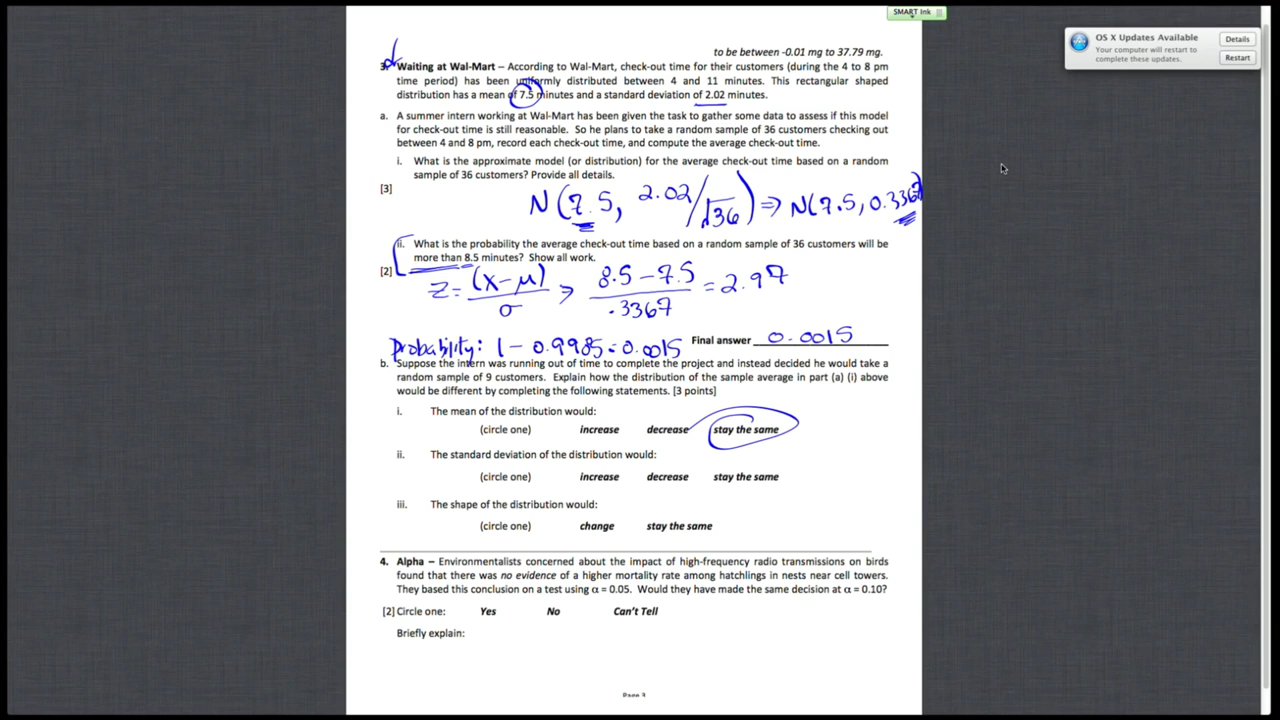 SMART Ink
OS X Updates Available
Your computer will restart to
complete these updates.
Details
Restart
to be between -0.01 mg to 37.79 mg.
3. Waiting at Wal-Mart – According to Wal-Mart, check-out time for their customers (during the 4 to 8 pm
time period) has been uniformly distributed between 4 and 11 minutes. This rectangular shaped
distribution has a mean of 7.5 minutes and a standard deviation of 2.02 minutes.
a. A summer intern working at Wal-Mart has been given the task to gather some data to assess if this model
for check-out time is still reasonable. So he plans to take a random sample of 36 customers checking out
between 4 and 8 pm, record each check-out time, and compute the average check-out time.
i. What is the approximate model (or distribution) for the average check-out time based on a random
sample of 36 customers? Provide all details.
[3]
N(7.5, 2.02/√36) => N(7.5, 0.3367)
ii. What is the probability the average check-out time based on a random sample of 36 customers will be
more than 8.5 minutes? Show all work.
[2]
z = (x-μ)/σ => 8.5-7.5/.3367 = 2.97
Probability: 1 - 0.9985 = 0.0015
Final answer 0.0015
b. Suppose the intern was running out of time to complete the project and instead decided he would take a
random sample of 9 customers. Explain how the distribution of the sample average in part (a) (i) above
would be different by completing the following statements. [3 points]
i. The mean of the distribution would:
(circle one) increase decrease stay the same
ii. The standard deviation of the distribution would:
(circle one) increase decrease stay the same
iii. The shape of the distribution would:
(circle one) change stay the same
4. Alpha – Environmentalists concerned about the impact of high-frequency radio transmissions on birds
found that there was no evidence of a higher mortality rate among hatchlings in nests near cell towers.
They based this conclusion on a test using α = 0.05. Would they have made the same decision at α = 0.10?
[2] Circle one: Yes No Can't Tell
Briefly explain:
Page 3